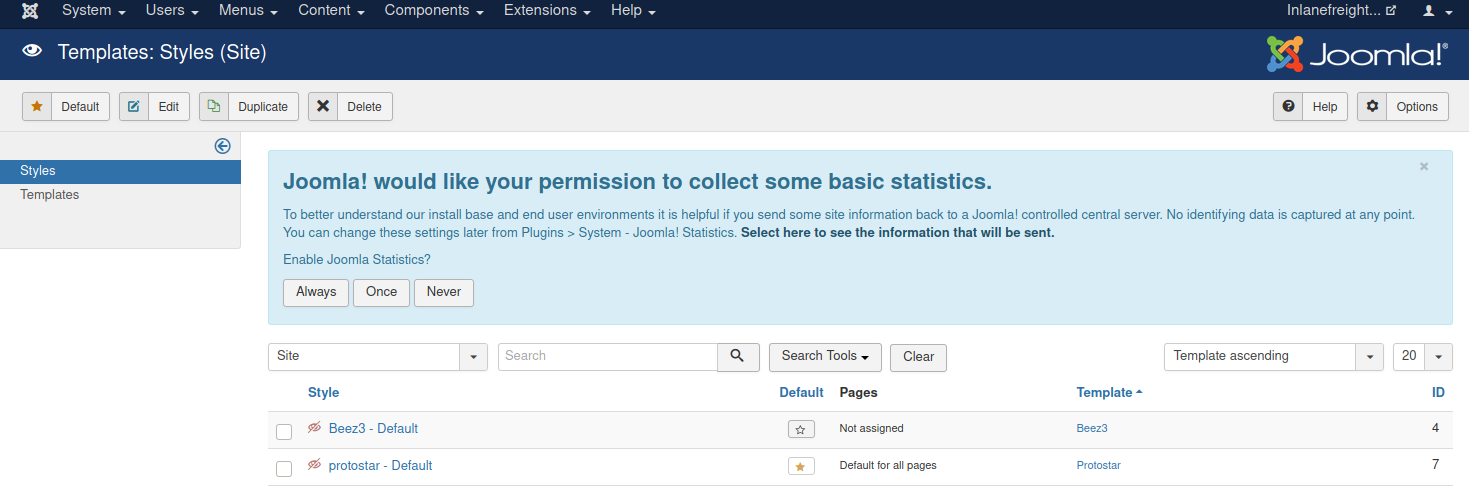 System Users Menus Content Components Extensions Help Inlanefreight...
Templates: Styles (Site) Joomla!®
Default Edit Duplicate Delete Help Options
Styles
Templates
Joomla! would like your permission to collect some basic statistics.
To better understand our install base and end user environments it is helpful if you send some site information back to a Joomla! controlled central server. No identifying data is captured at any point.
You can change these settings later from Plugins > System - Joomla! Statistics. Select here to see the information that will be sent.
Enable Joomla Statistics?
Always Once Never
Site Search Search Tools Clear Template ascending 20
Style Default Pages Template ID
Beez3 - Default Not assigned Beez3 4
protostar - Default Default for all pages Protostar 7